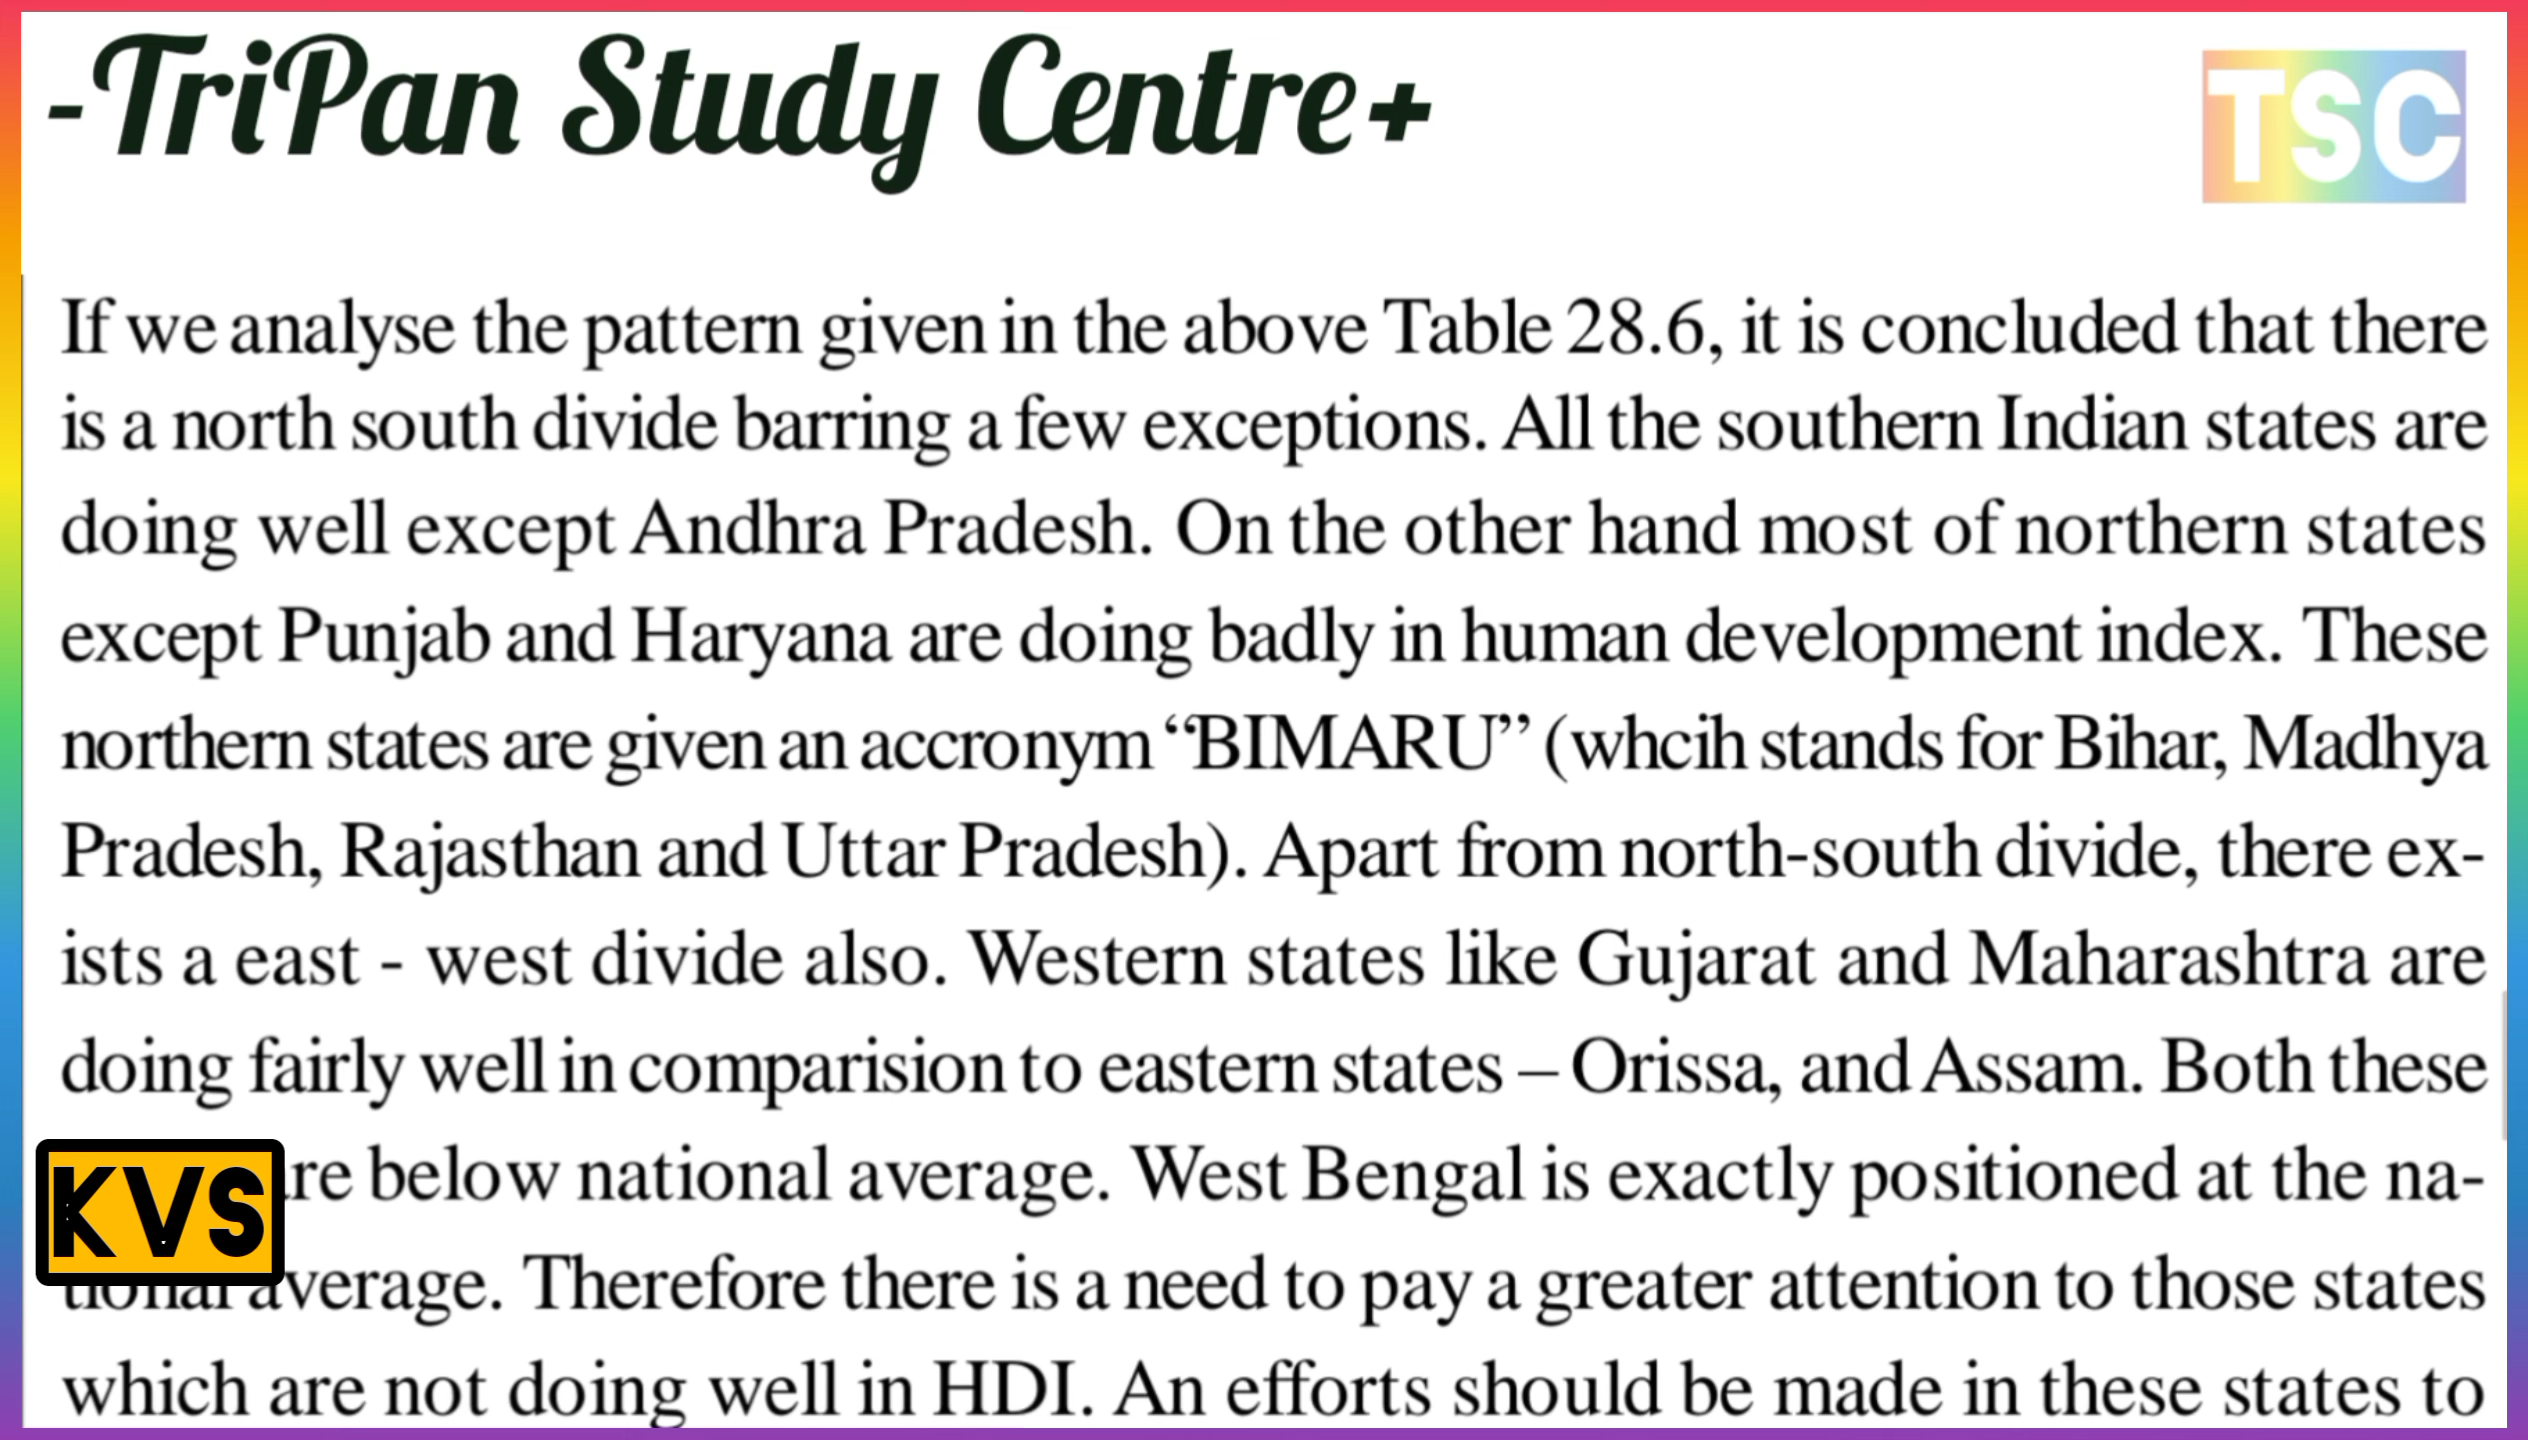 -TriPan Study Centre+
TSC
If we analyse the pattern given in the above Table 28.6, it is concluded that there
is a north south divide barring a few exceptions. All the southern Indian states are
doing well except Andhra Pradesh. On the other hand most of northern states
except Punjab and Haryana are doing badly in human development index. These
northern states are given an accronym “BIMARU” (whcih stands for Bihar, Madhya
Pradesh, Rajasthan and Uttar Pradesh). Apart from north-south divide, there ex-
ists a east - west divide also. Western states like Gujarat and Maharashtra are
doing fairly well in comparision to eastern states – Orissa, and Assam. Both these
KVS
below national average. West Bengal is exactly positioned at the na-
tional average. Therefore there is a need to pay a greater attention to those states
which are not doing well in HDI. An efforts should be made in these states to